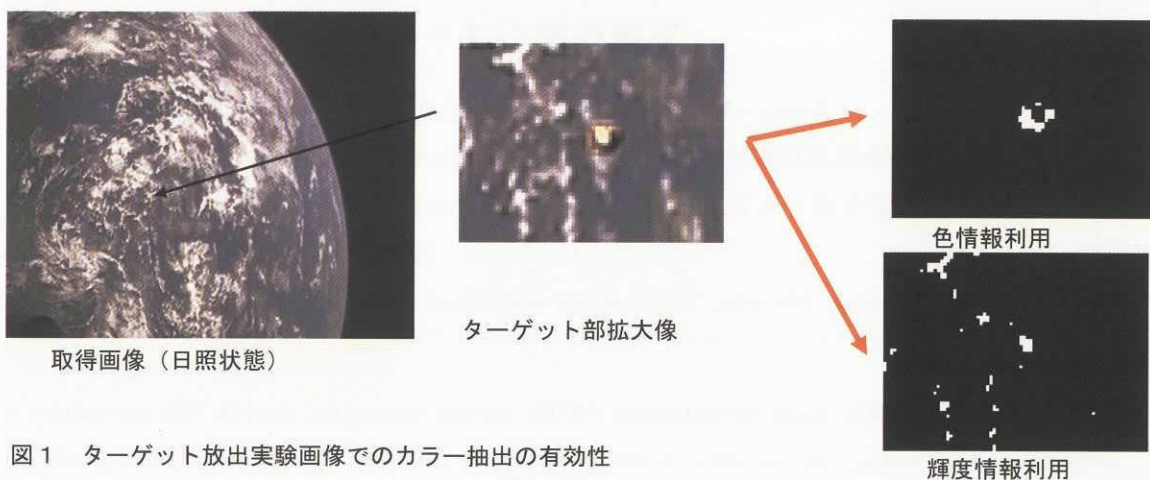 色情報利用
ターゲット部拡大像
取得画像（日照状態）
図1 ターゲット放出実験画像でのカラー抽出の有効性
輝度情報利用